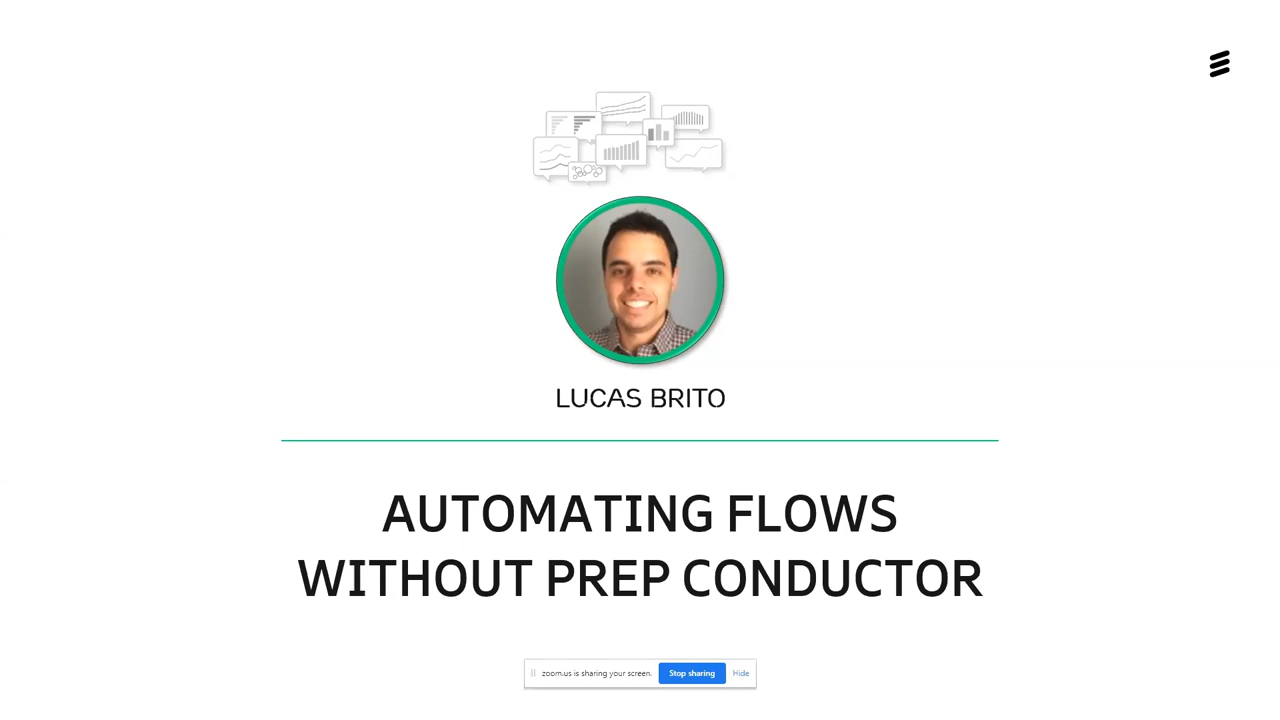 LUCAS BRITO
AUTOMATING FLOWS
WITHOUT PREP CONDUCTOR
zoom.us is sharing your screen. Stop sharing Hide